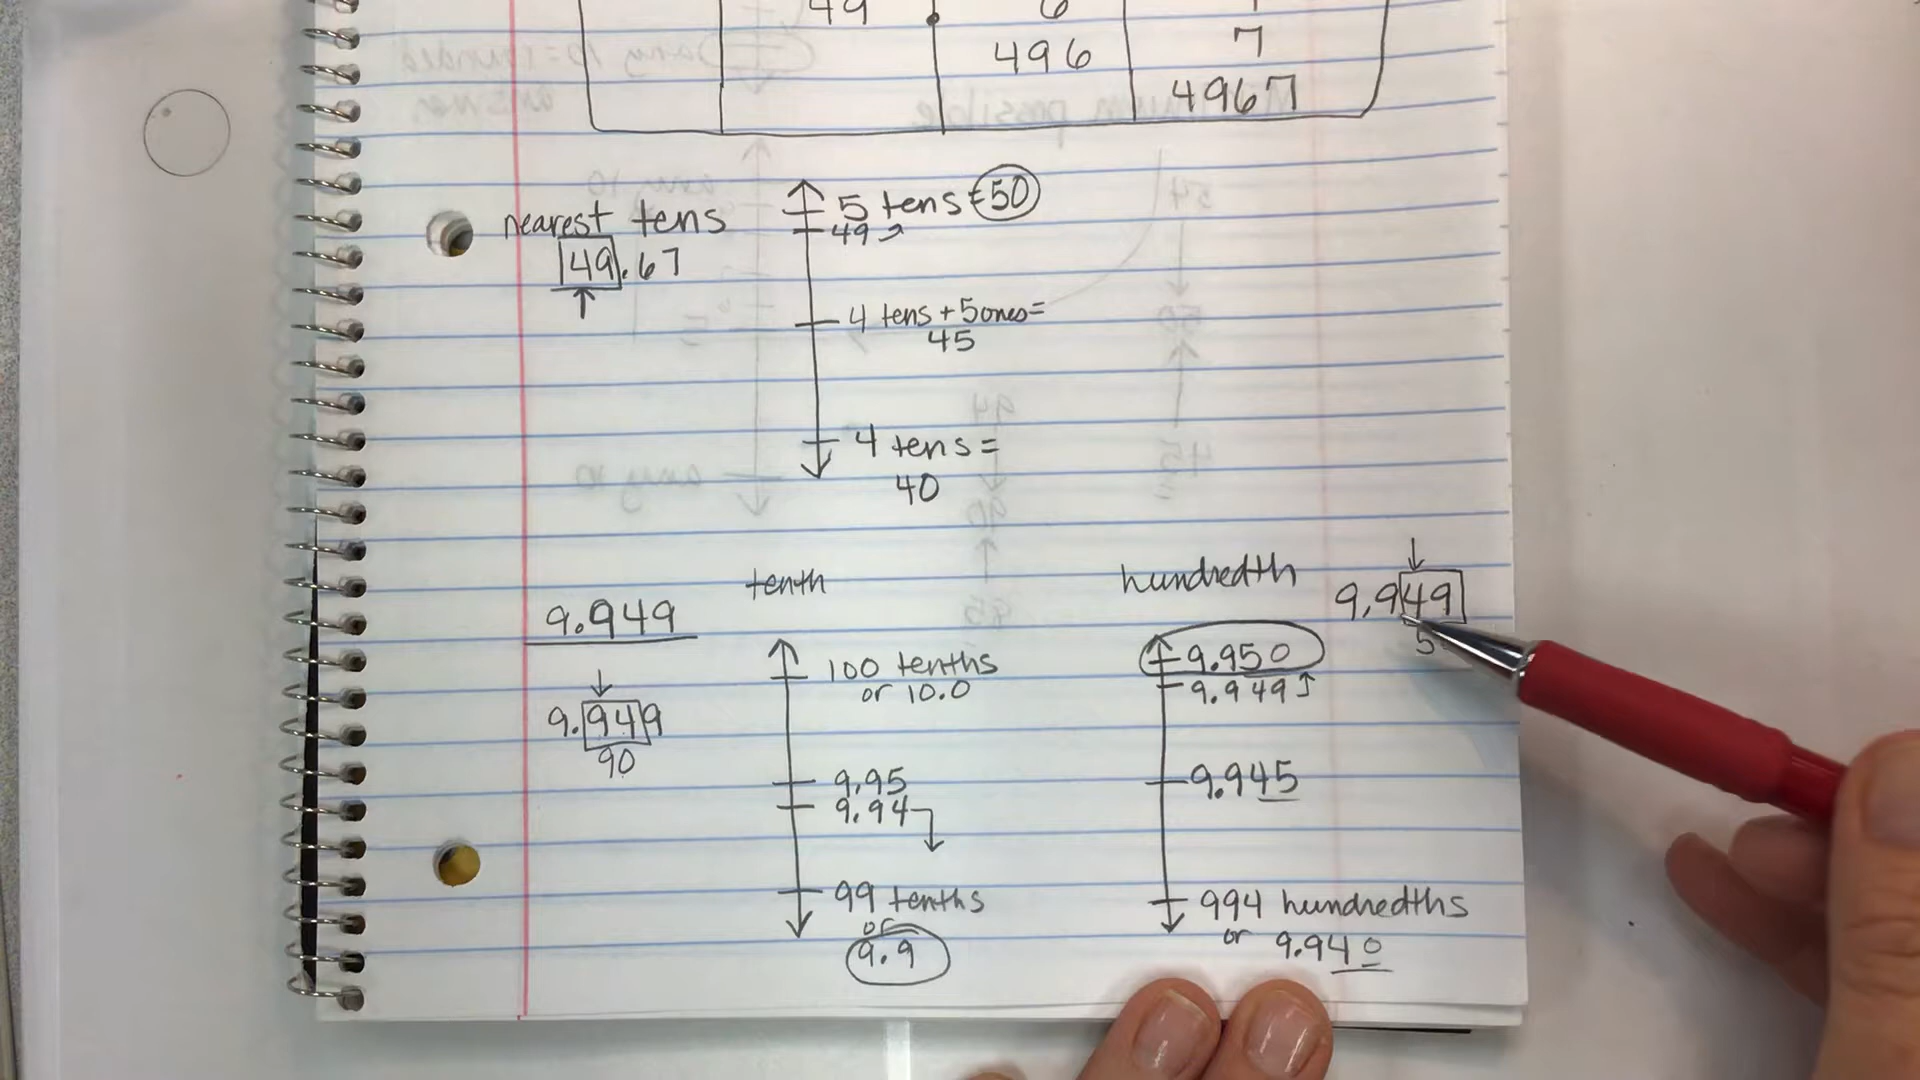 49 . 6
496
7
4967
nearest tens
49.67
5 tens = 50
49
4 tens + 5 ones =
45
4 tens =
40
9.949
9.949
90
tenth
100 tenths
or 10.0
9.95
9.94
99 tenths
or
9.9
hundredth
9.949
5
9.950
9.949
9.945
994 hundredths
or 9.940